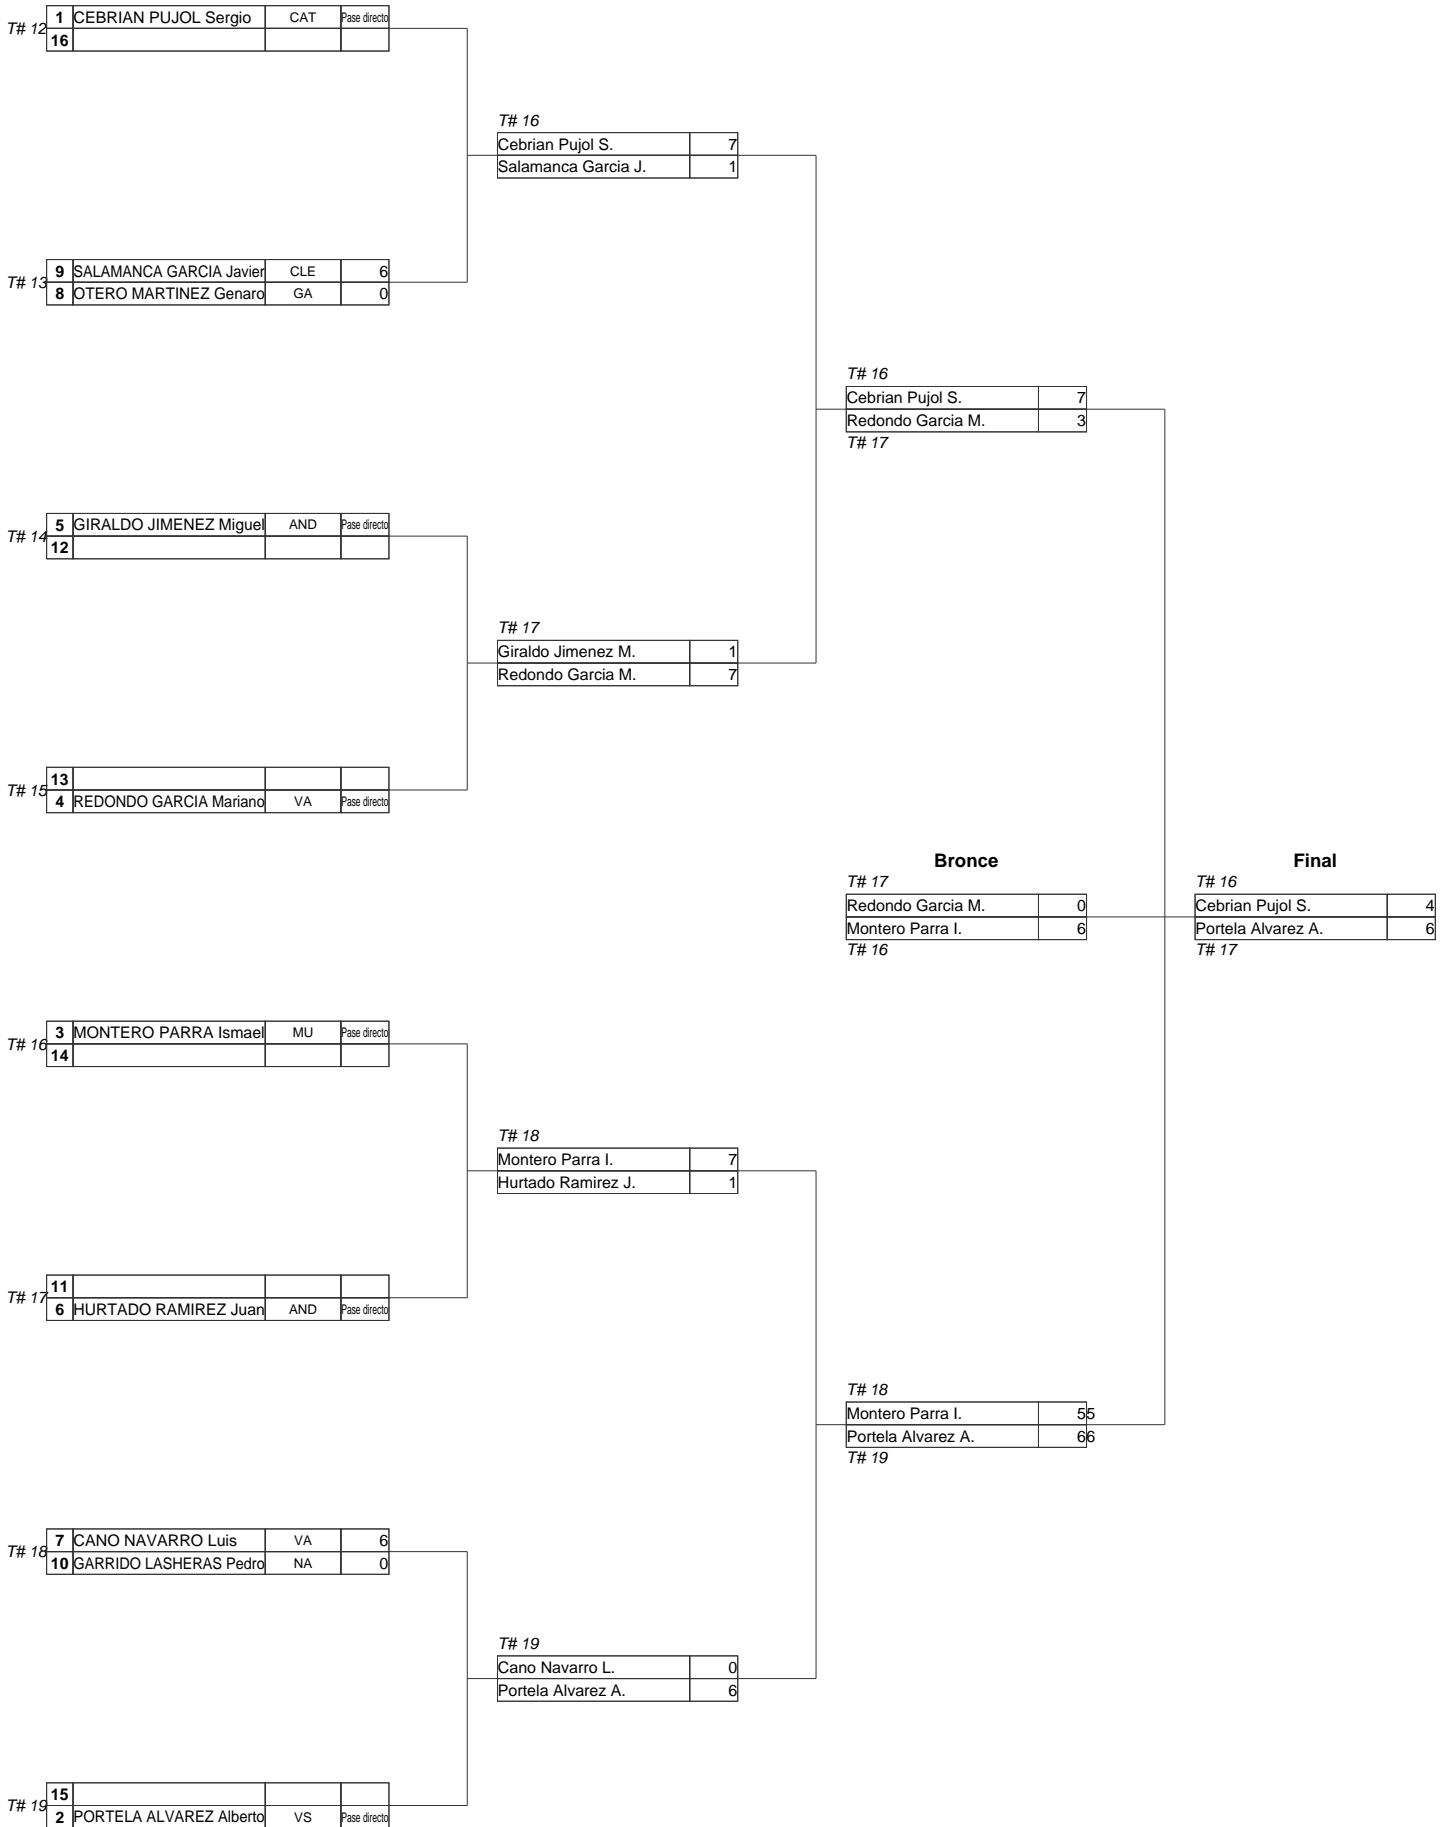 T# 12
1 CEBRIAN PUJOL Sergio CAT Pase directo
16
T# 16
Cebrian Pujol S. 7
Salamanca Garcia J. 1
T# 13
9 SALAMANCA GARCIA Javier CLE 6
8 OTERO MARTINEZ Genaro GA 0
T# 16
Cebrian Pujol S. 7
Redondo Garcia M. 3
T# 17
T# 14
5 GIRALDO JIMENEZ Miguel AND Pase directo
12
T# 17
Giraldo Jimenez M. 1
Redondo Garcia M. 7
T# 15
13
4 REDONDO GARCIA Mariano VA Pase directo
Bronce
T# 17
Redondo Garcia M. 0
Montero Parra I. 6
T# 16
Final
T# 16
Cebrian Pujol S. 4
Portela Alvarez A. 6
T# 17
T# 16
3 MONTERO PARRA Ismael MU Pase directo
14
T# 18
Montero Parra I. 7
Hurtado Ramirez J. 1
T# 17
11
6 HURTADO RAMIREZ Juan AND Pase directo
T# 18
Montero Parra I. 55
Portela Alvarez A. 66
T# 19
T# 18
7 CANO NAVARRO Luis VA 6
10 GARRIDO LASHERAS Pedro NA 0
T# 19
Cano Navarro L. 0
Portela Alvarez A. 6
T# 19
15
2 PORTELA ALVAREZ Alberto VS Pase directo